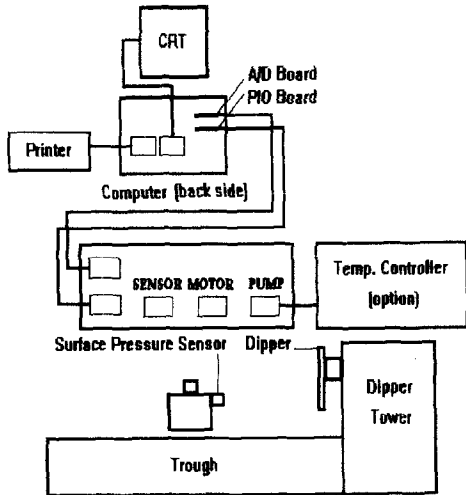 CRT
A/D Board
PIO Board
Printer
Computer (back side)
SENSOR MOTOR PUMP
Temp. Controller
(option)
Surface Pressure Sensor Dipper
Dipper
Tower
Trough